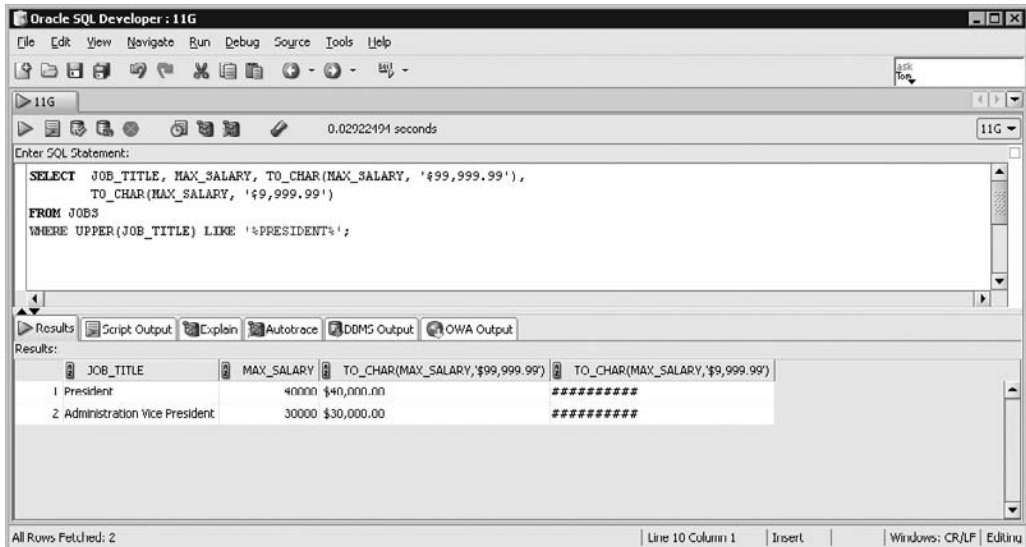 Oracle SQL Developer : 11G
File Edit View Navigate Run Debug Source Tools Help
SQL
ask
Tom
11G
0.02922494 seconds
11G
Enter SQL Statement:
SELECT JOB_TITLE, MAX_SALARY, TO_CHAR(MAX_SALARY, '$99,999.99'),
TO_CHAR(MAX_SALARY, '$9,999.99')
FROM JOBS
WHERE UPPER(JOB_TITLE) LIKE '%PRESIDENT%';
Results Script Output Explain Autotrace DBMS Output OWA Output
Results:
JOB_TITLE MAX_SALARY TO_CHAR(MAX_SALARY,'$99,999.99') TO_CHAR(MAX_SALARY,'$9,999.99')
1 President 40000 $40,000.00 ##########
2 Administration Vice President 30000 $30,000.00 ##########
All Rows Fetched: 2 Line 10 Column 1 Insert Windows: CR/LF Editing